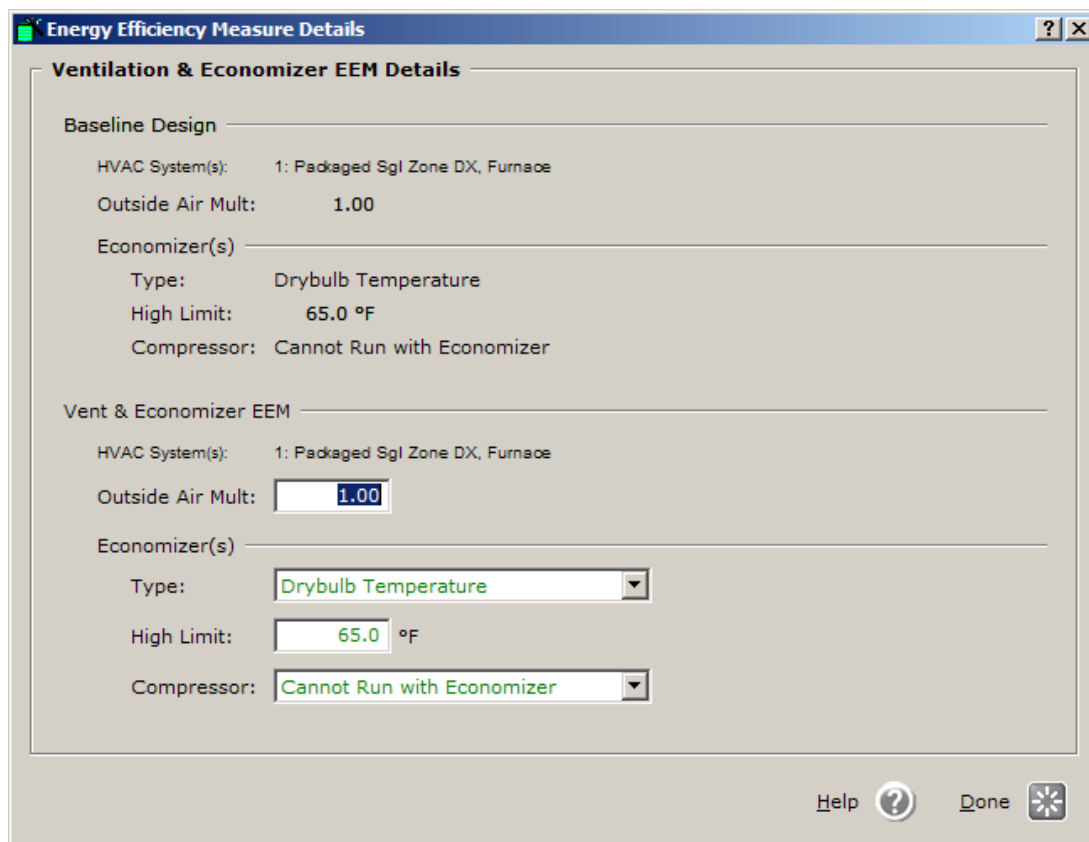 Energy Efficiency Measure Details
Ventilation & Economizer EEM Details
Baseline Design
HVAC System(s): 1: Packaged Sgl Zone DX, Furnace
Outside Air Mult: 1.00
Economizer(s)
Type: Drybulb Temperature
High Limit: 65.0 °F
Compressor: Cannot Run with Economizer
Vent & Economizer EEM
HVAC System(s): 1: Packaged Sgl Zone DX, Furnace
Outside Air Mult: 1.00
Economizer(s)
Type: Drybulb Temperature
High Limit: 65.0 °F
Compressor: Cannot Run with Economizer
Help ? Done